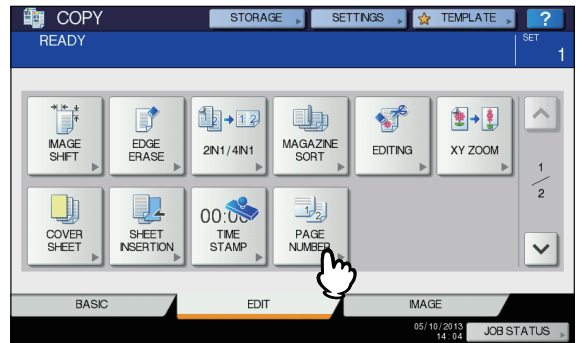 COPY
STORAGE
SETTINGS
TEMPLATE
?
READY
SET
1
IMAGE
SHIFT
EDGE
ERASE
2IN1 / 4IN1
MAGAZINE
SORT
EDITING
XY ZOOM
1
2
COVER
SHEET
SHEET
INSERTION
00:00
TIME
STAMP
PAGE
NUMBER
BASIC
EDIT
IMAGE
05/10/2013
14:04
JOB STATUS